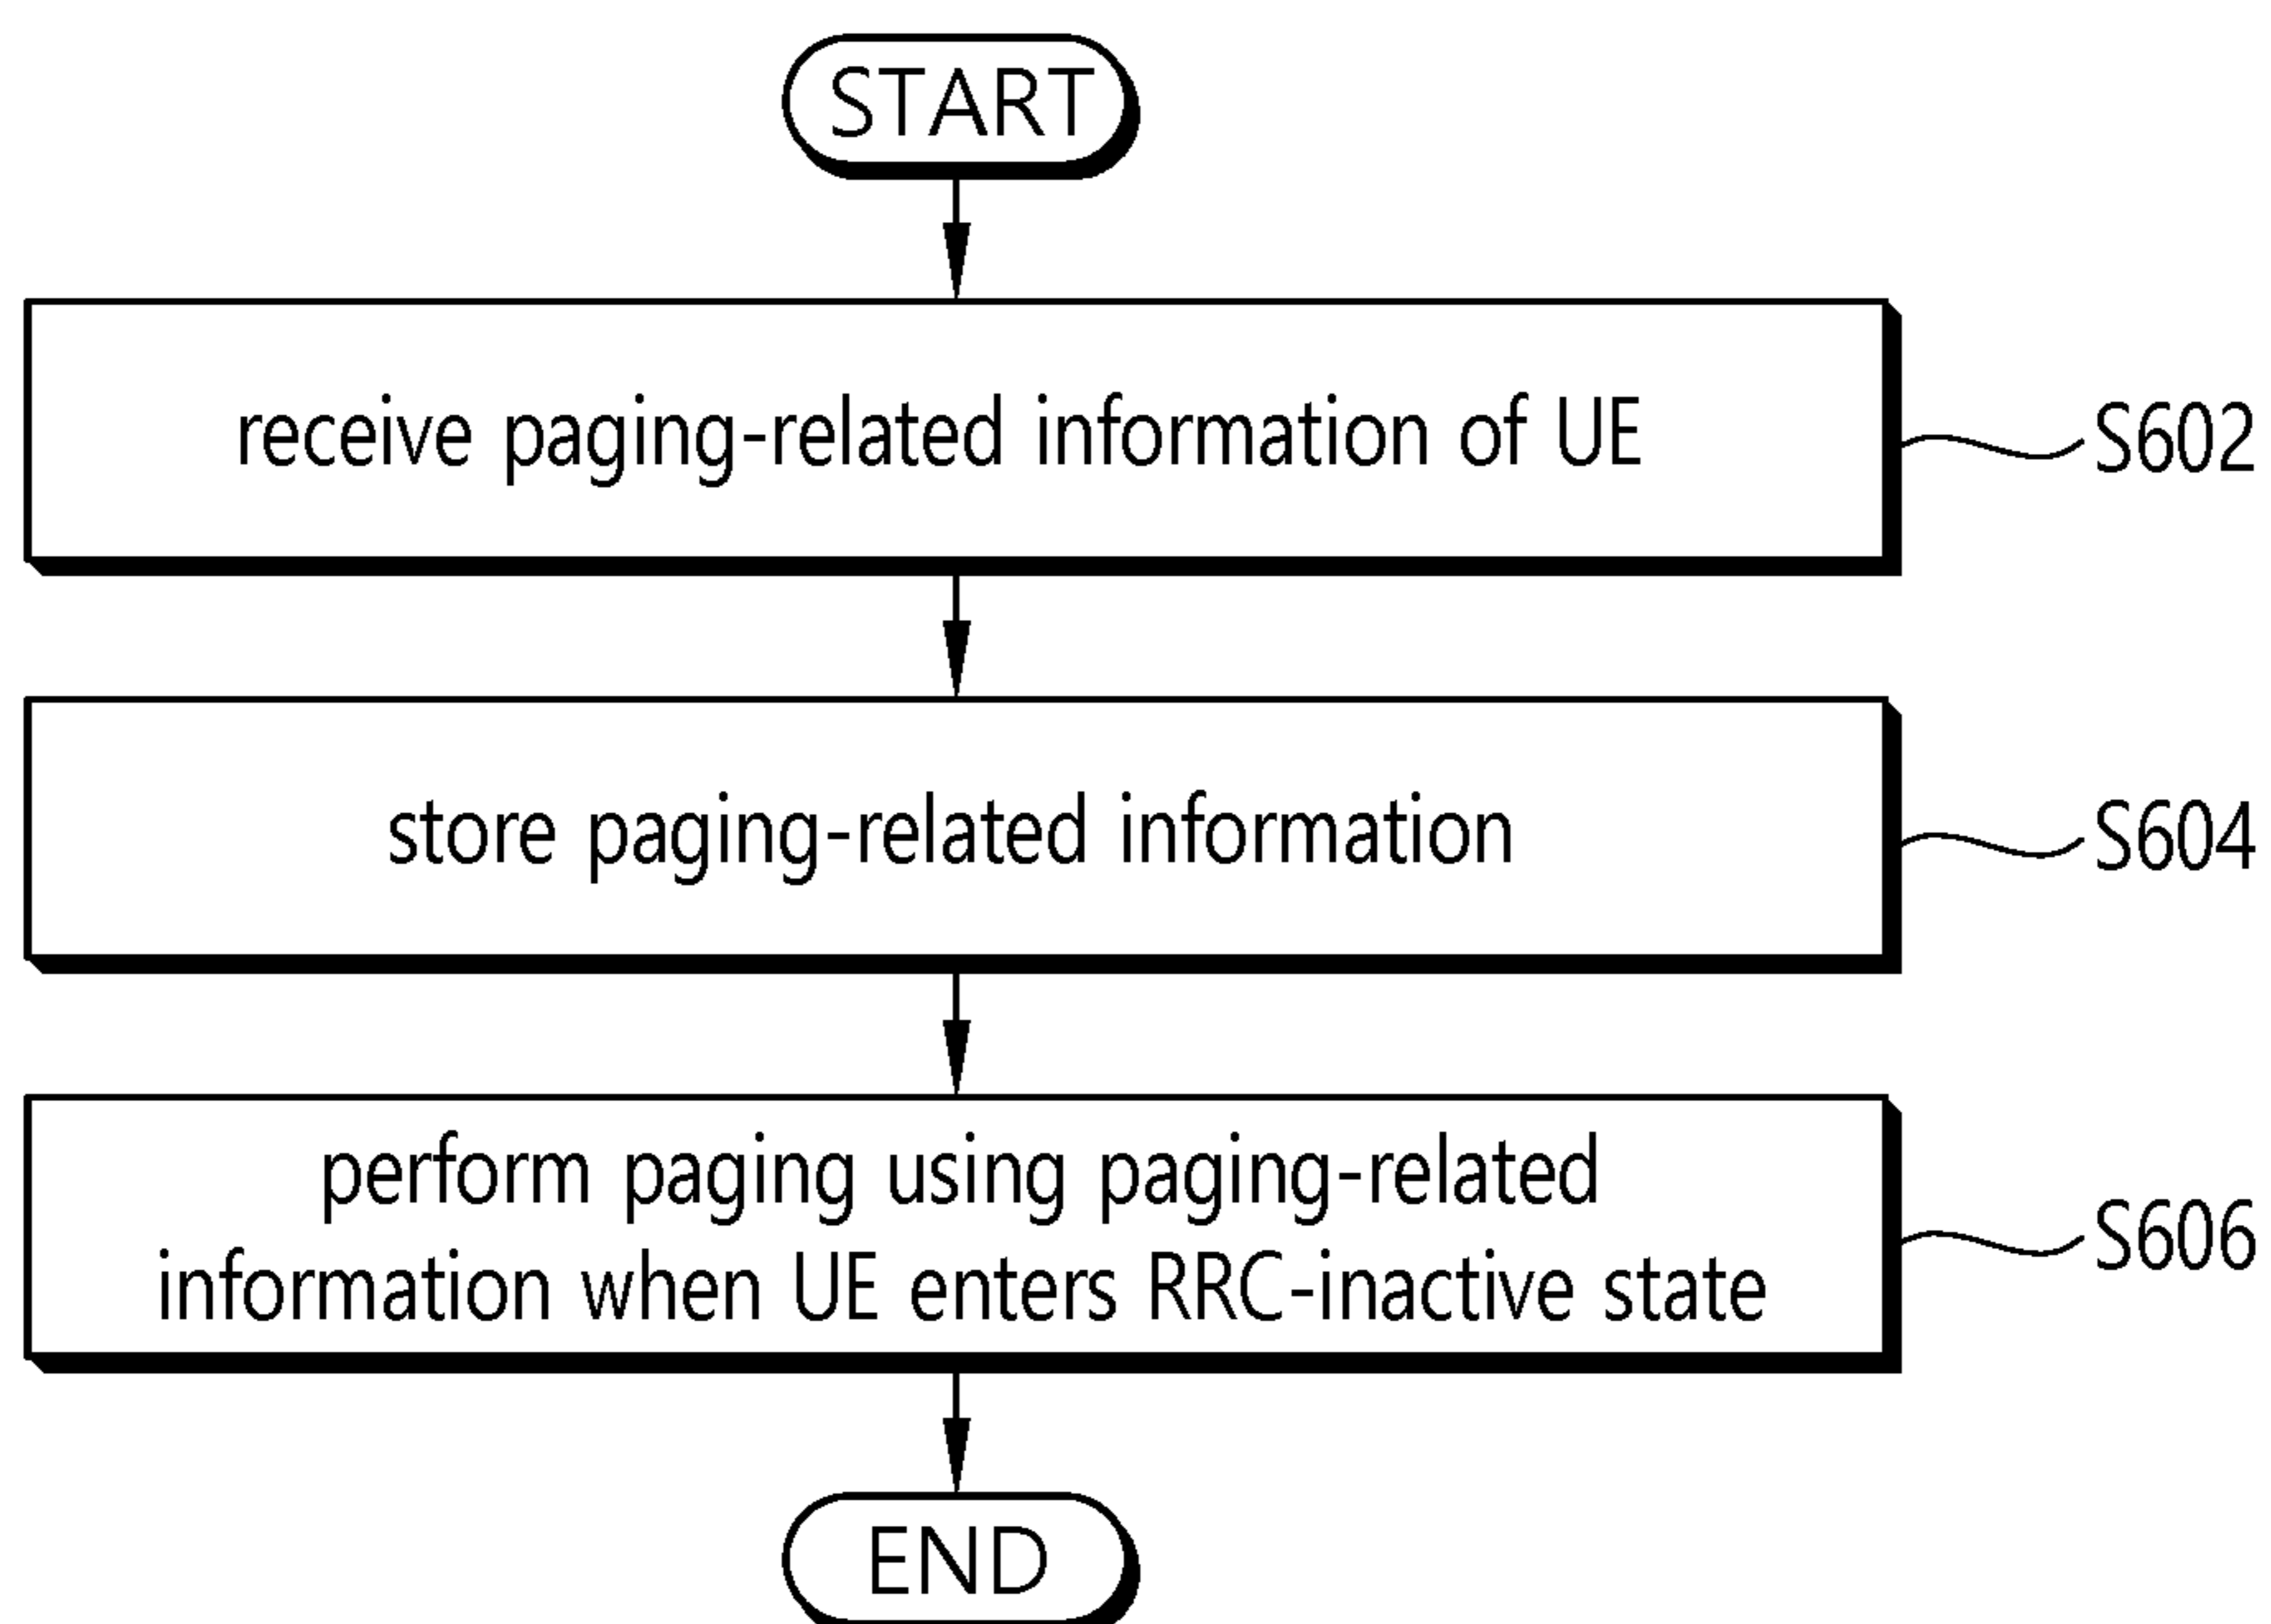 START
receive paging-related information of UE
S602
store paging-related information
S604
perform paging using paging-related
information when UE enters RRC-inactive state
S606
END